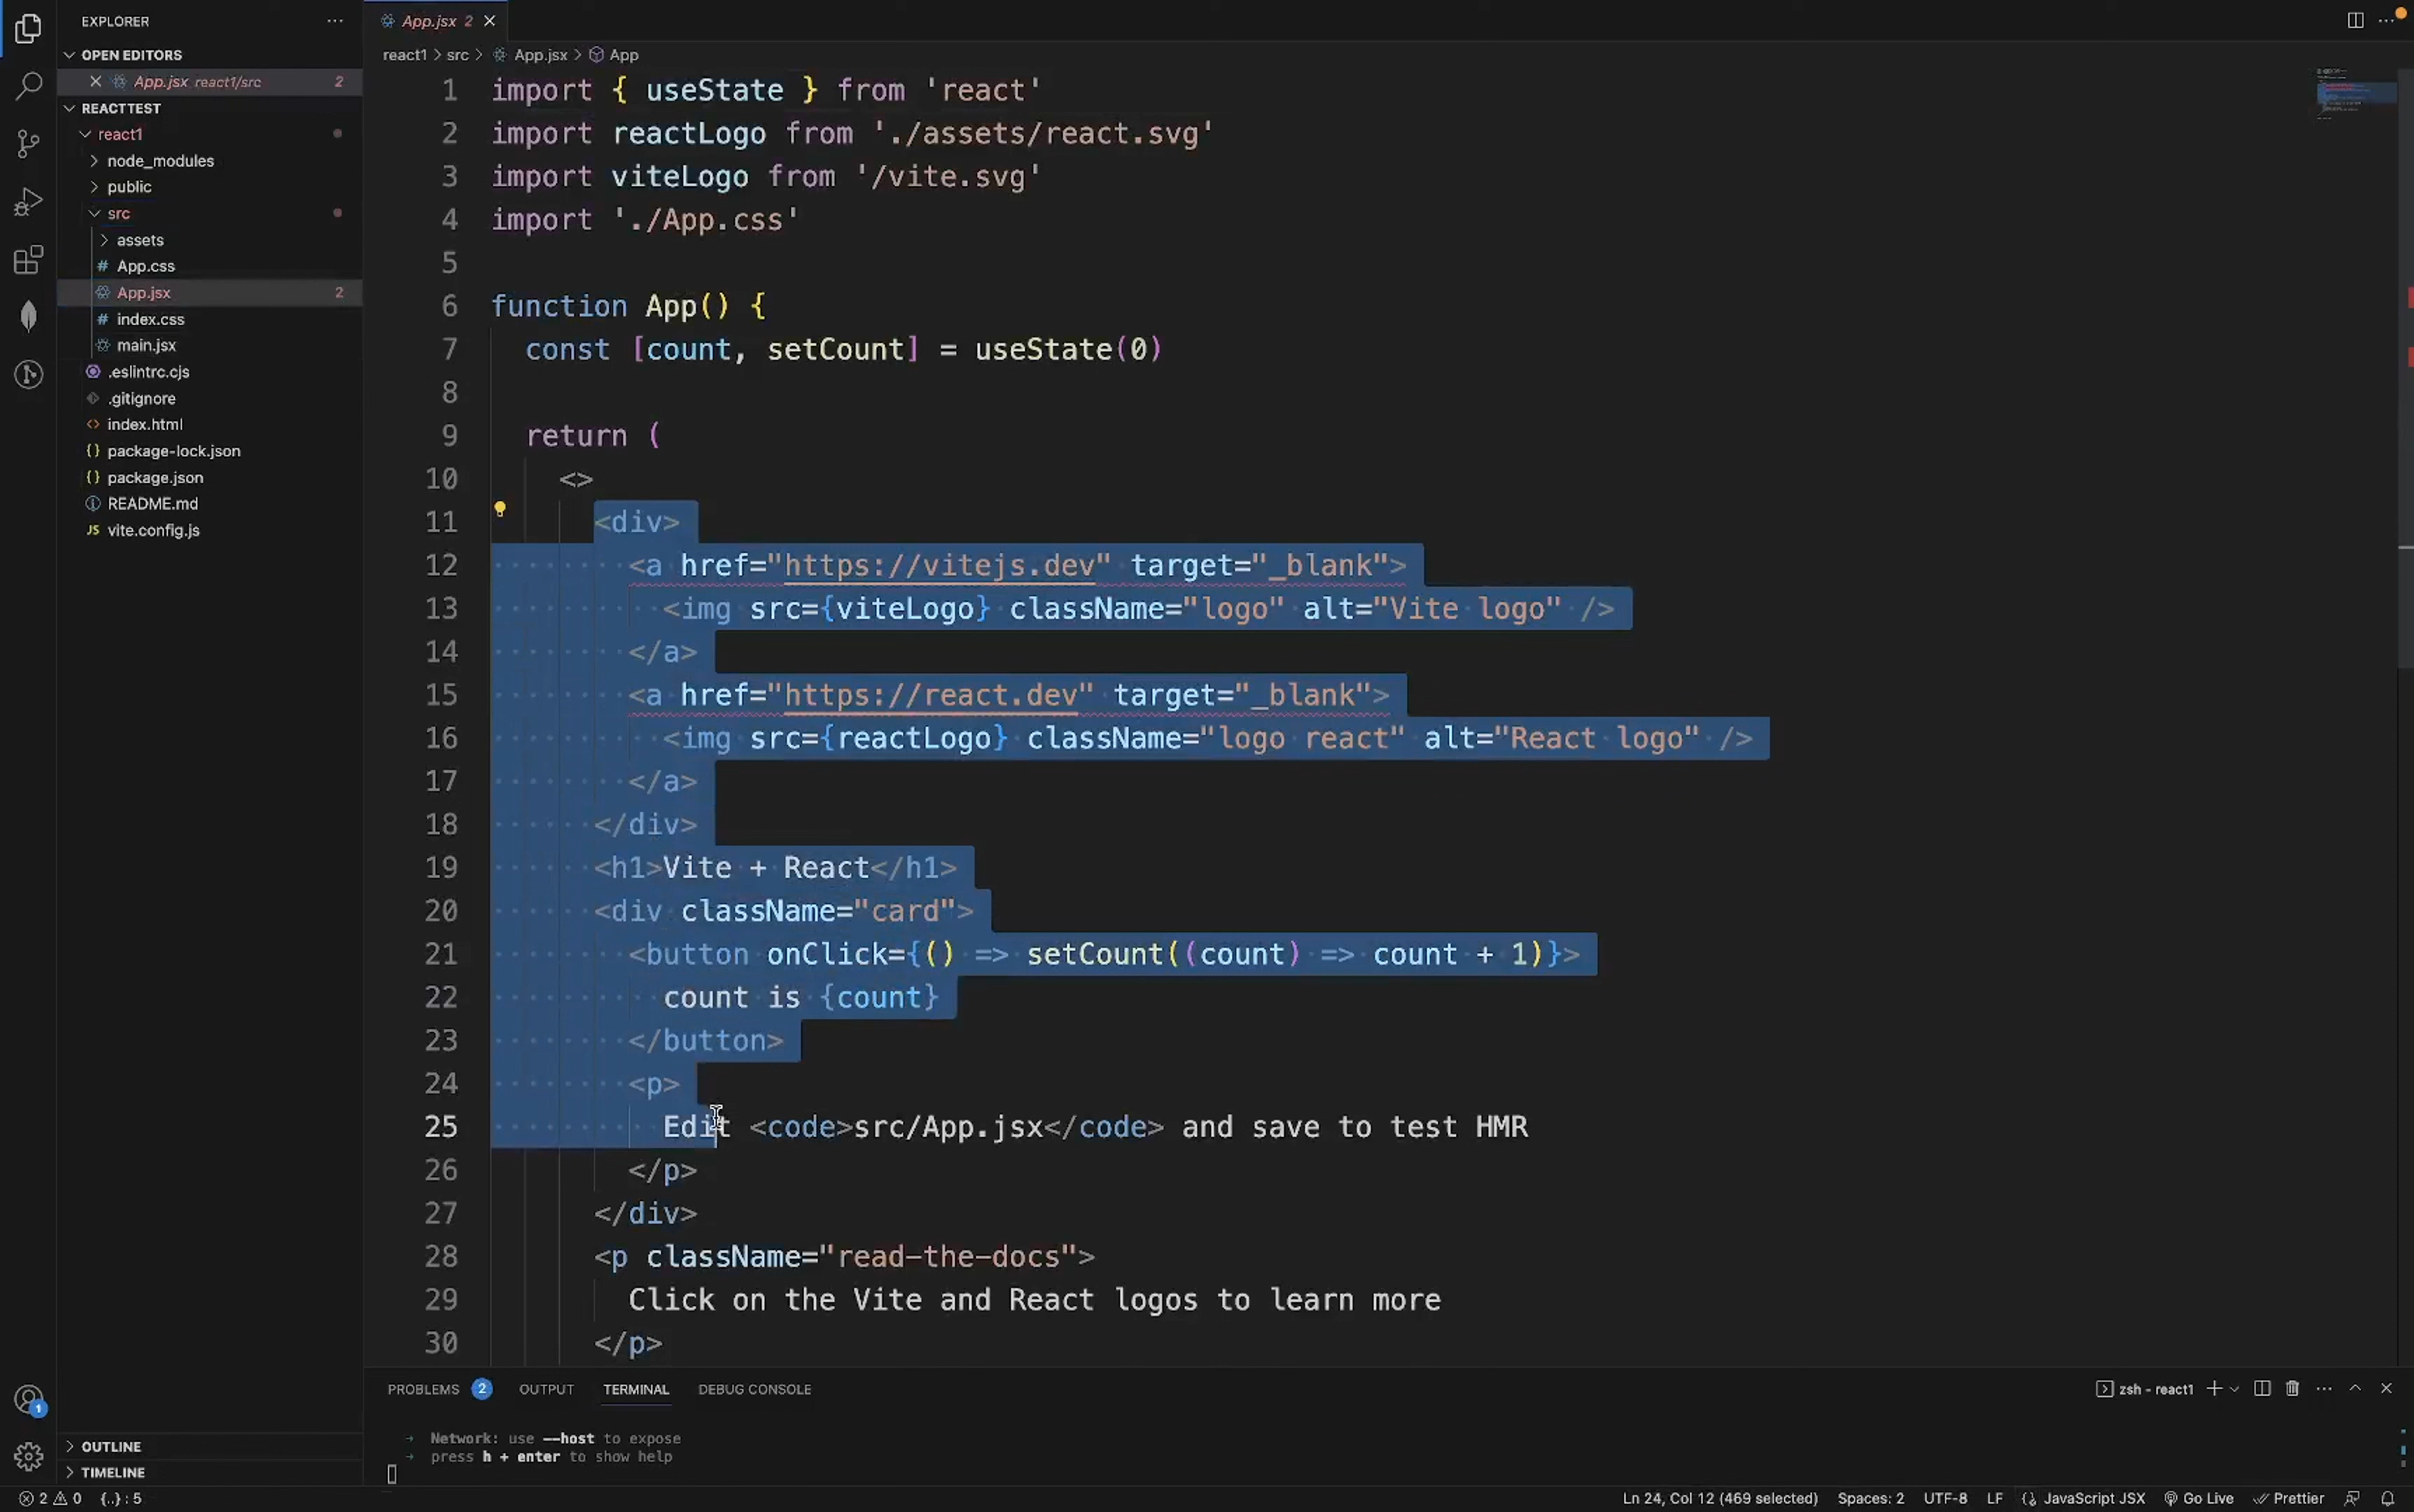 EXPLORER
OPEN EDITORS
App.jsx react1/src 2
REACTTEST
react1
node_modules
public
src
assets
# App.css
App.jsx 2
# index.css
main.jsx
.eslintrc.cjs
.gitignore
<> index.html
{} package-lock.json
{} package.json
README.md
JS vite.config.js
OUTLINE
TIMELINE
App.jsx 2
react1 > src > App.jsx > App
1 import { useState } from 'react'
2 import reactLogo from './assets/react.svg'
3 import viteLogo from '/vite.svg'
4 import './App.css'
5
6 function App() {
7 const [count, setCount] = useState(0)
8
9 return (
10 <>
11 <div>
12 <a href="https://vitejs.dev" target="_blank">
13 <img src={viteLogo} className="logo" alt="Vite logo" />
14 </a>
15 <a href="https://react.dev" target="_blank">
16 <img src={reactLogo} className="logo react" alt="React logo" />
17 </a>
18 </div>
19 <h1>Vite + React</h1>
20 <div className="card">
21 <button onClick={() => setCount((count) => count + 1)}>
22 count is {count}
23 </button>
24 <p>
25 Edit <code>src/App.jsx</code> and save to test HMR
26 </p>
27 </div>
28 <p className="read-the-docs">
29 Click on the Vite and React logos to learn more
30 </p>
PROBLEMS 2 OUTPUT TERMINAL DEBUG CONSOLE
zsh - react1
→ Network: use --host to expose
→ press h + enter to show help
1
2 0 {..}: 5
Ln 24, Col 12 (469 selected) Spaces: 2 UTF-8 LF {} JavaScript JSX Go Live Prettier